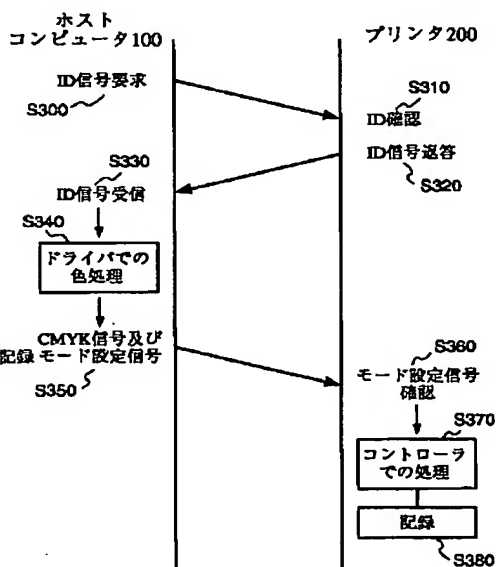 ホスト
コンピュータ100
プリンタ200
ID信号要求
S300
S310
ID確認
ID信号返答
S320
S330
ID信号受信
S340
ドライバでの
色処理
CMYK信号及び
記録モード設定信号
S350
S360
モード設定信号
確認
S370
コントローラ
での処理
記録
S380